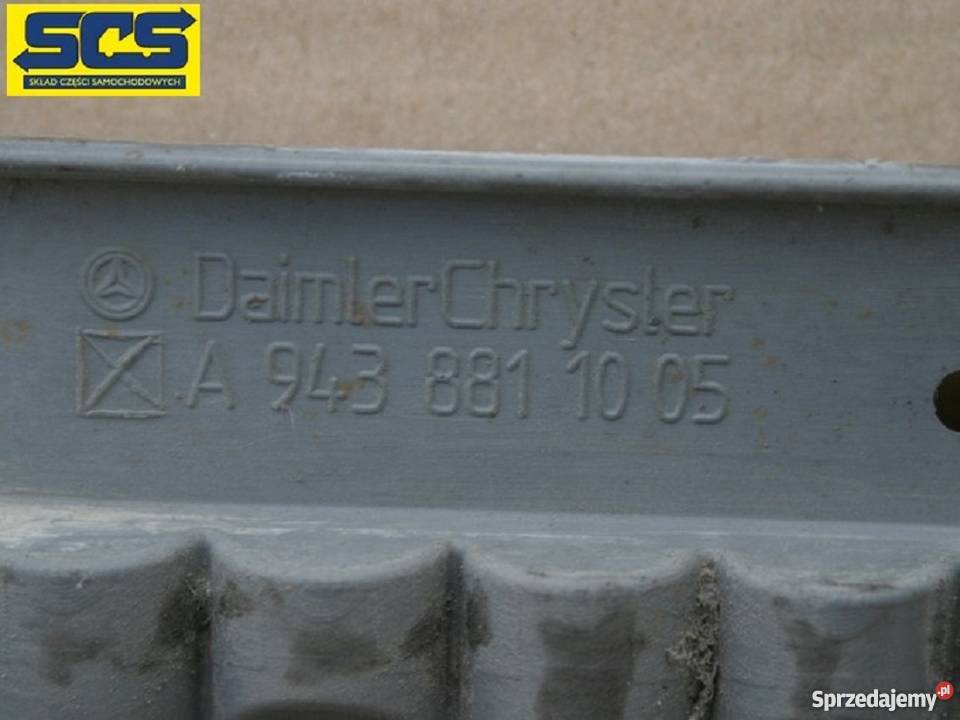 SCS
SKŁAD CZĘŚCI SAMOCHODOWYCH
DaimlerChrysler
A 943 881 10 05
Sprzedajemy.pl